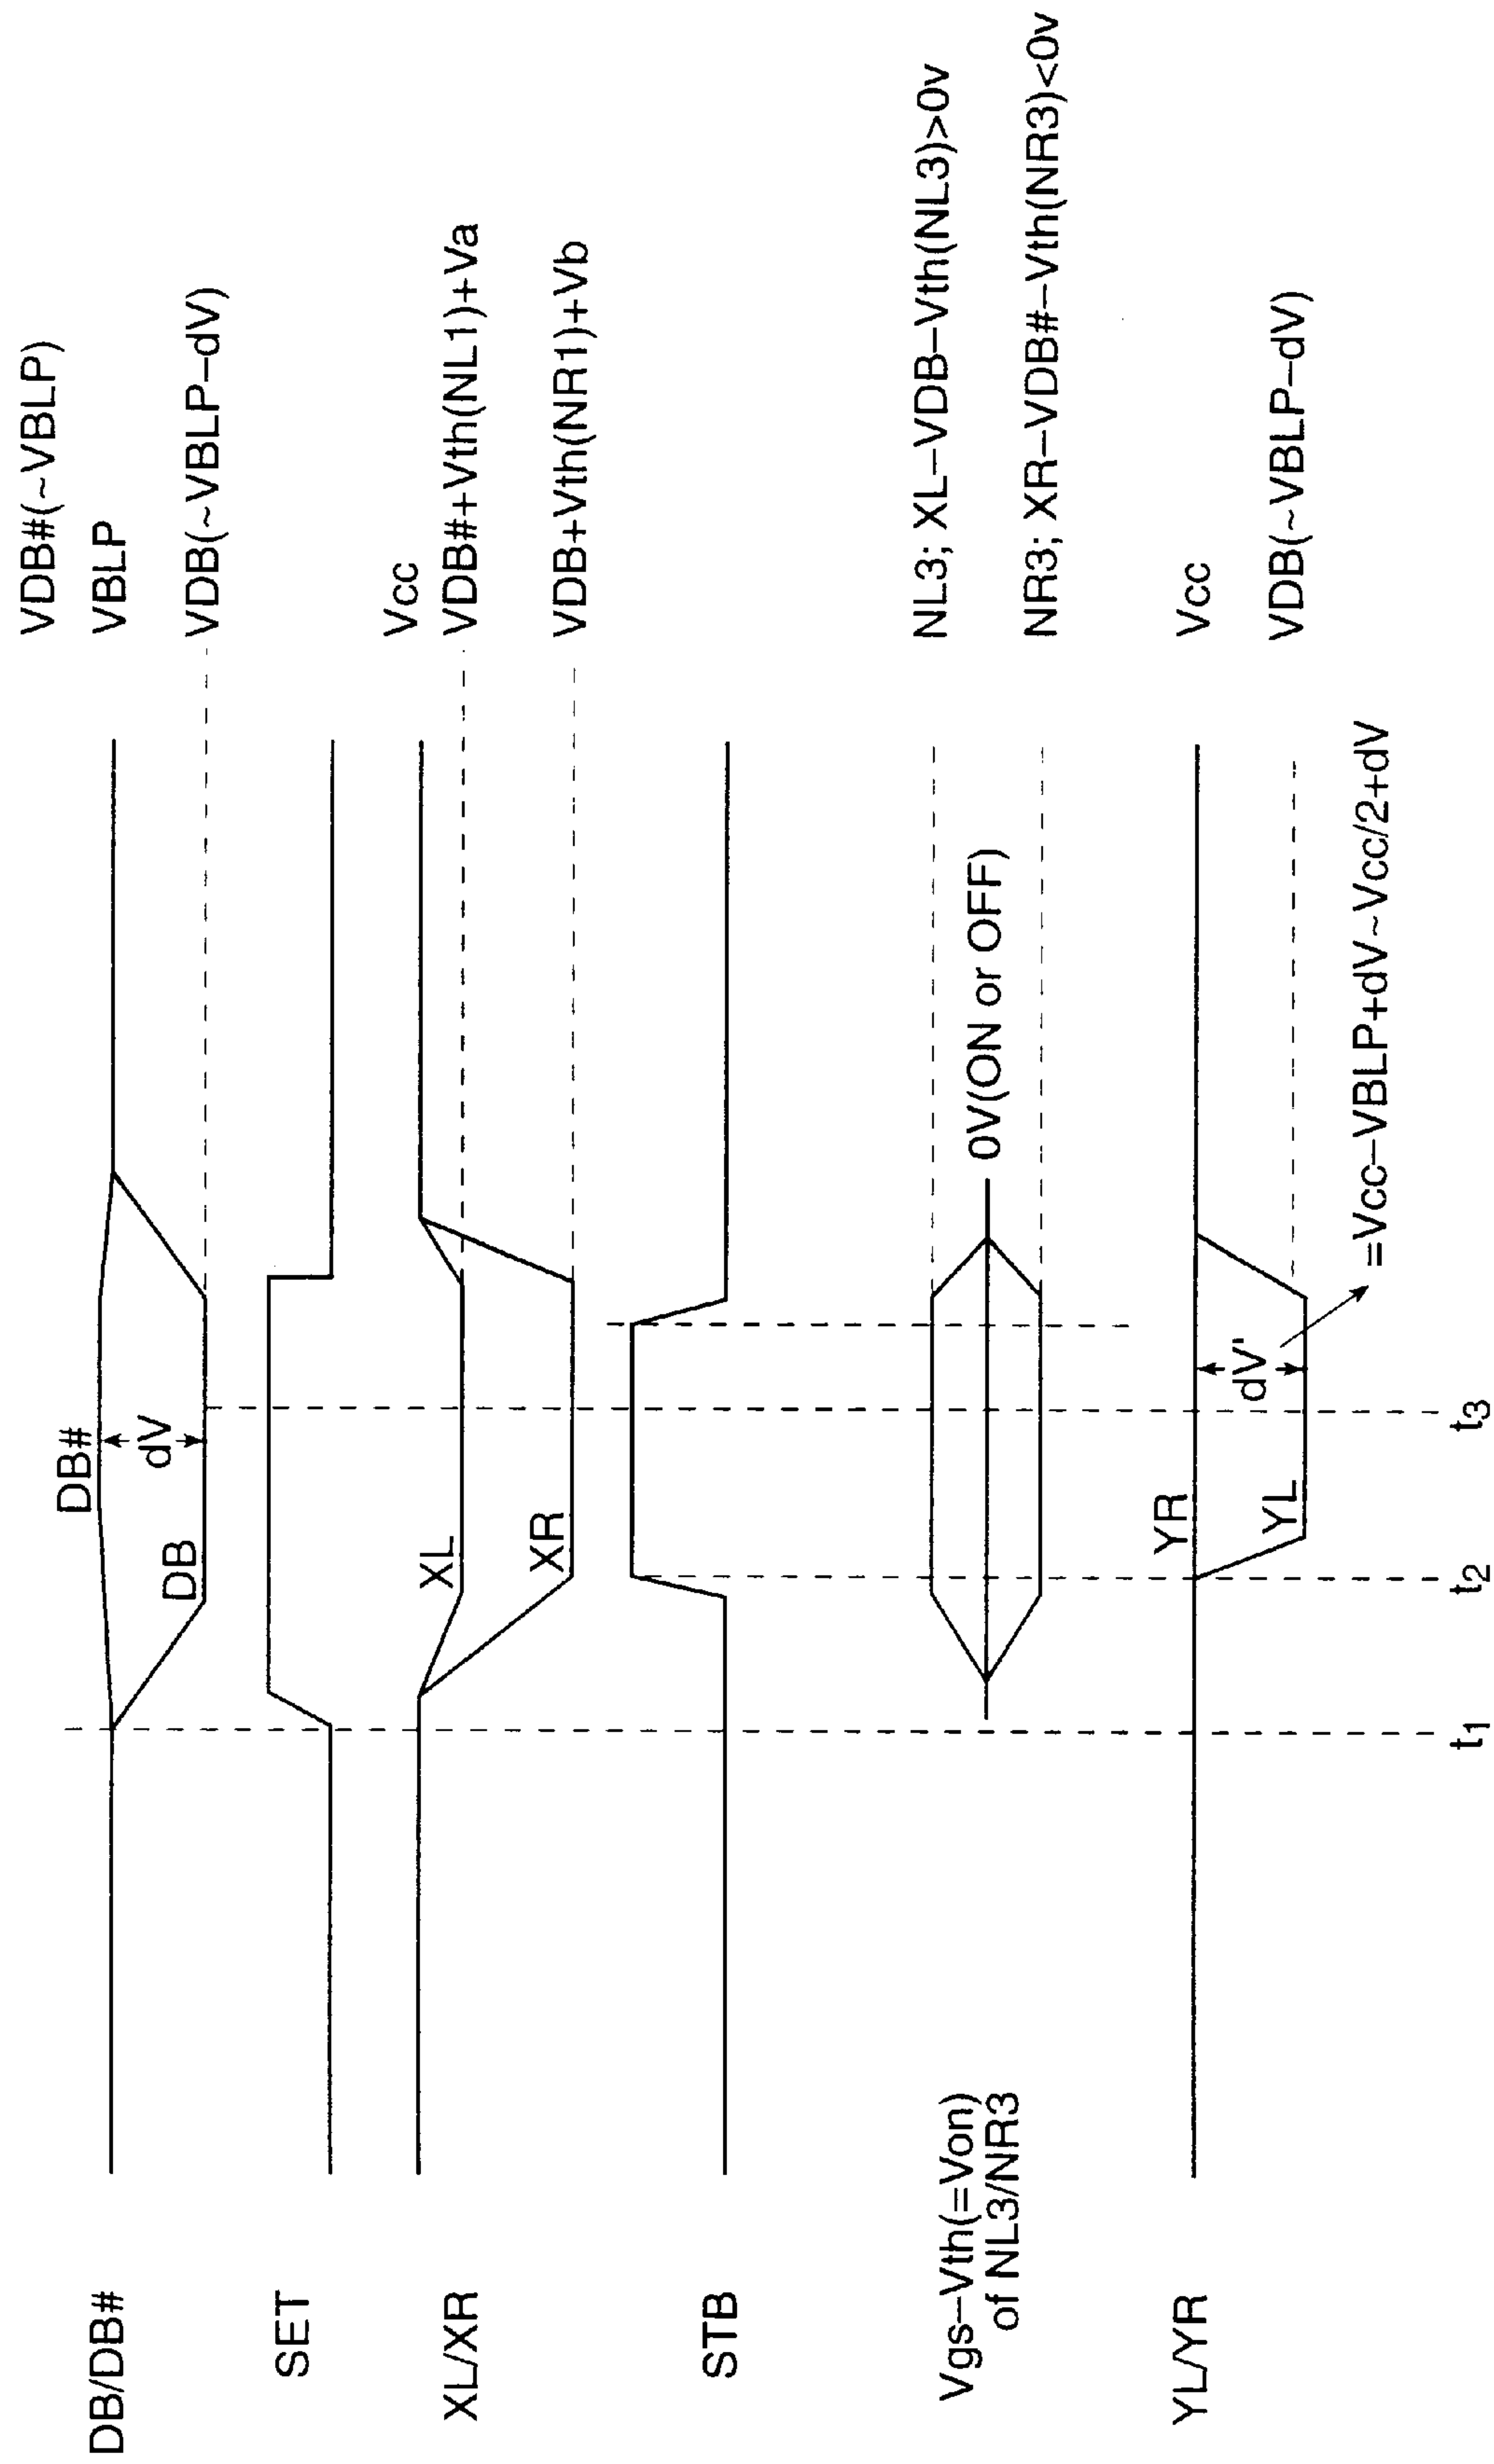 VDB#(~VBLP)
DB/DB#
DB#
VBLP
dV
DB
VDB(~VBLP–dV)
SET
Vcc
XL/XR
XL
VDB#+Vth(NL1)+Va
XR
VDB+Vth(NR1)+Vb
STB
NL3; XL–VDB–Vth(NL3)>0v
Vgs–Vth(=Von)
of NL3/NR3
0V(ON or OFF)
NR3; XR–VDB#–Vth(NR3)<0v
YL/YR
YR
Vcc
dV'
YL
VDB(~VBLP–dV)
=Vcc–VBLP+dV~Vcc/2+dV
t1
t2
t3